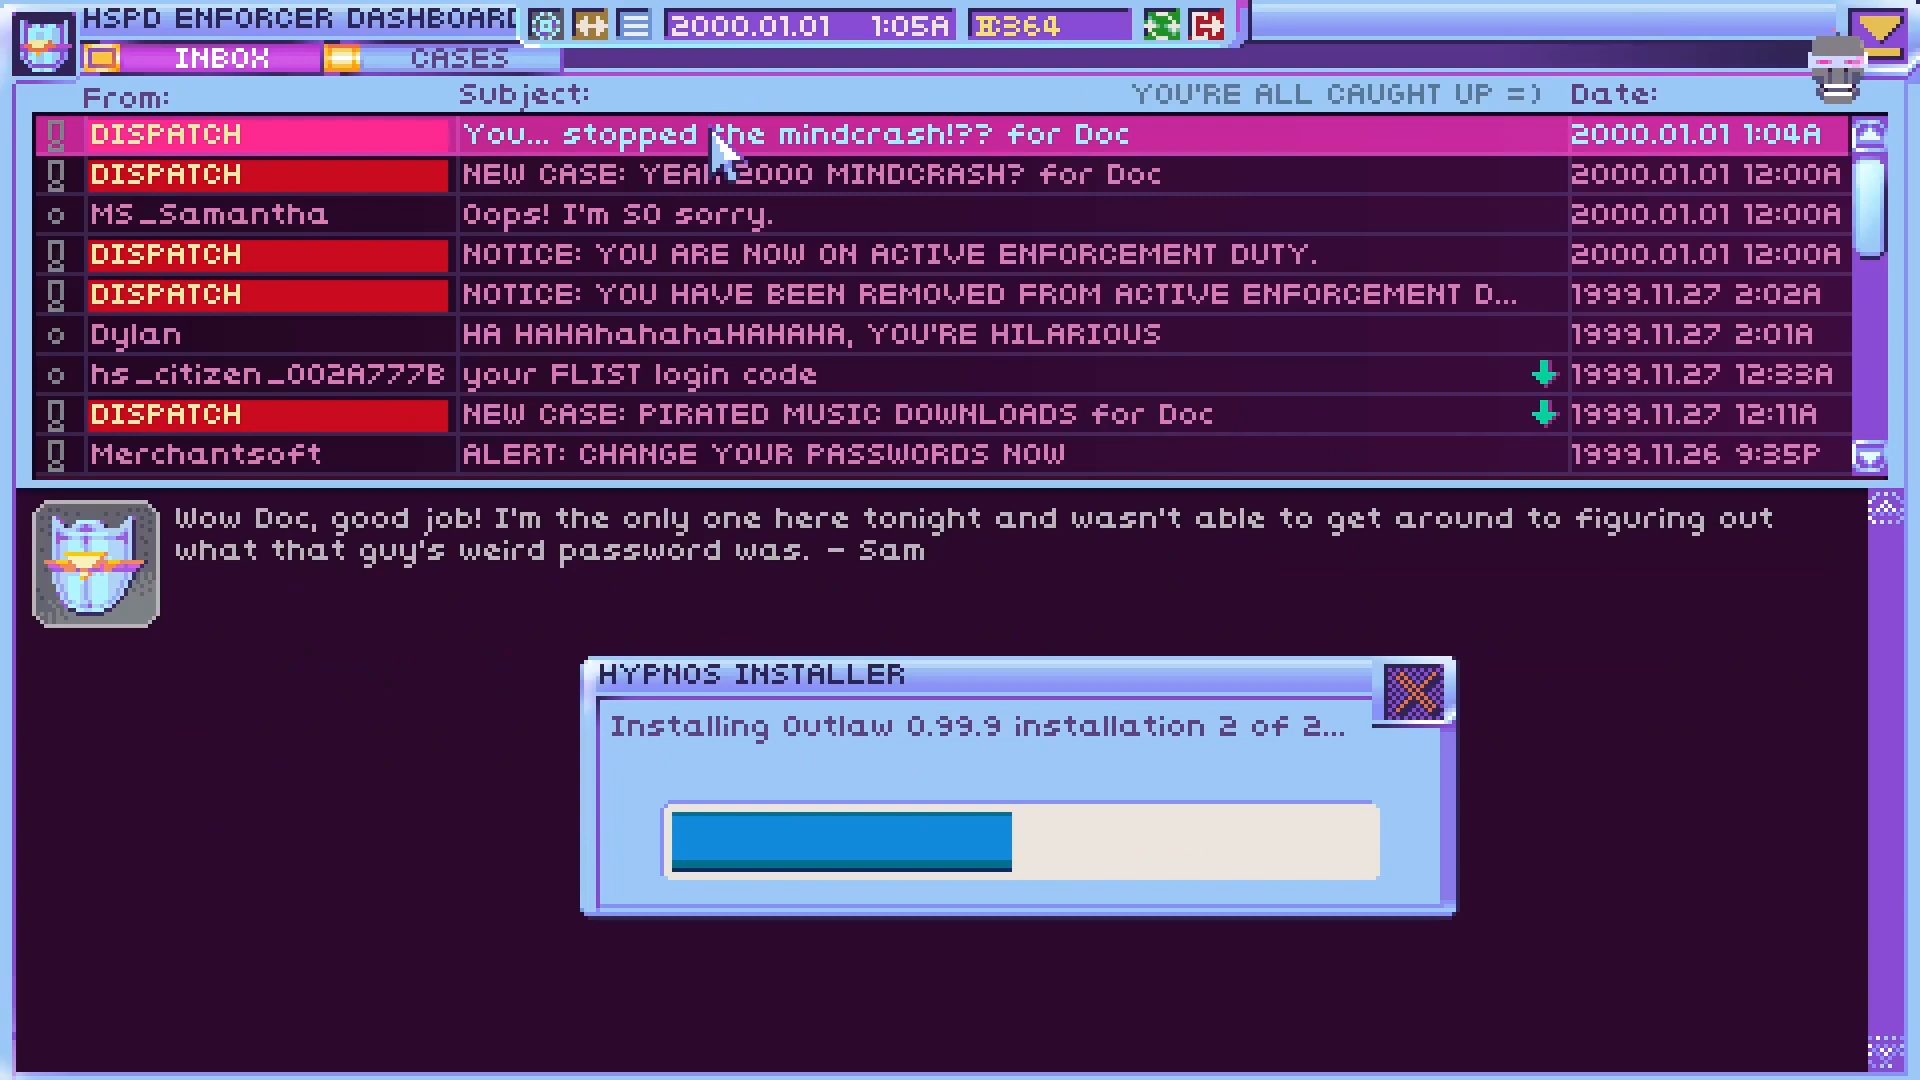 HSPD ENFORCER DASHBOARD
2000.01.01 1:05A
364
INBOX
CASES
From:
Subject:
YOU'RE ALL CAUGHT UP =)
Date:
DISPATCH You... stopped the mindcrash!?? for Doc 2000.01.01 1:04A
DISPATCH NEW CASE: YEAR 2000 MINDCRASH? for Doc 2000.01.01 12:00A
MS_Samantha Oops! I'm SO sorry. 2000.01.01 12:00A
DISPATCH NOTICE: YOU ARE NOW ON ACTIVE ENFORCEMENT DUTY. 2000.01.01 12:00A
DISPATCH NOTICE: YOU HAVE BEEN REMOVED FROM ACTIVE ENFORCEMENT D... 1999.11.27 2:02A
Dylan HA HAHAhahahaHAHAHA, YOU'RE HILARIOUS 1999.11.27 2:01A
hs_citizen_002A777B your FLIST login code 1999.11.27 12:33A
DISPATCH NEW CASE: PIRATED MUSIC DOWNLOADS for Doc 1999.11.27 12:11A
Merchantsoft ALERT: CHANGE YOUR PASSWORDS NOW 1999.11.26 9:35P
Wow Doc, good job! I'm the only one here tonight and wasn't able to get around to figuring out
what that guy's weird password was. - Sam
HYPNOS INSTALLER
Installing Outlaw 0.99.9 installation 2 of 2...